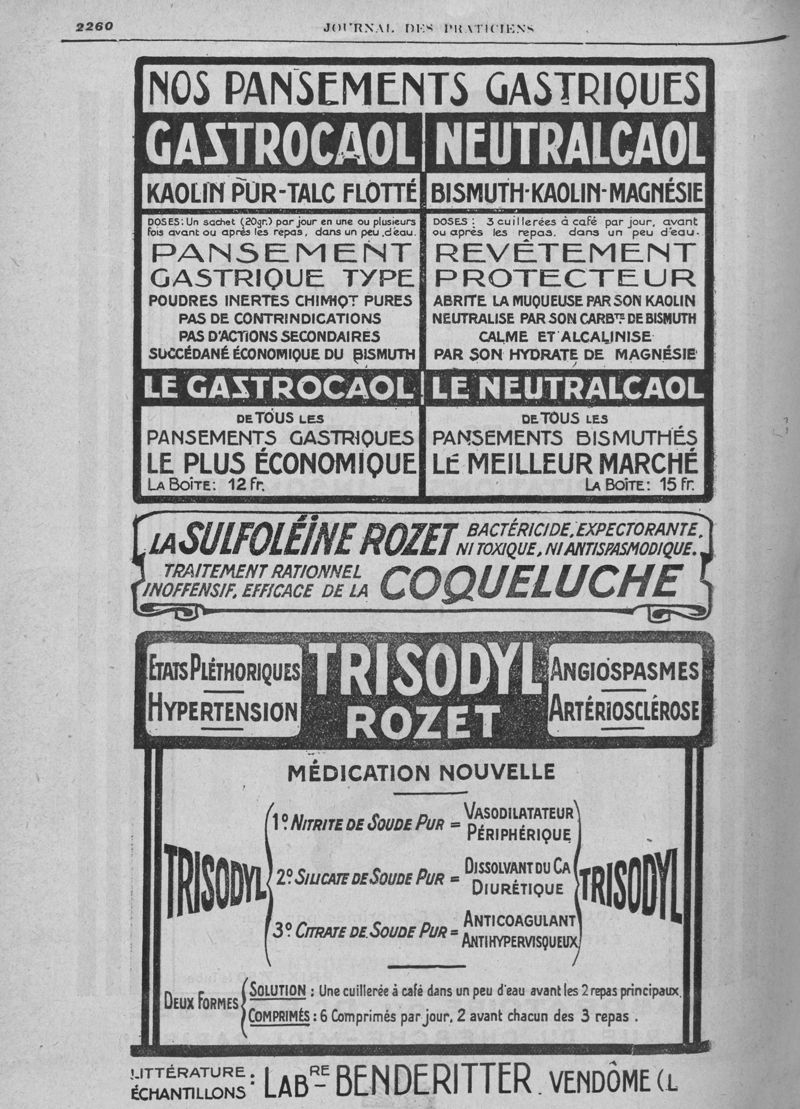 2260
JOURNAL DES PRATICIENS
NOS PANSEMENTS GASTRIQUES
GASTROCAOL
KAOLIN PUR-TALC FLOTTÉ
DOSES: Un sachet (20gr.) par jour en une ou plusieurs
fois avant ou après les repas, dans un peu d'eau.
PANSEMENT
GASTRIQUE TYPE
POUDRES INERTES CHIMIQT PURES
PAS DE CONTRINDICATIONS
PAS D'ACTIONS SECONDAIRES
SUCCÉDANÉ ÉCONOMIQUE DU BISMUTH
LE GASTROCAOL
DE TOUS LES
PANSEMENTS GASTRIQUES
LE PLUS ÉCONOMIQUE
LA BOÎTE: 12 Fr.
NEUTRALCAOL
BISMUTH-KAOLIN-MAGNÉSIE
DOSES: 3 cuillerées à café par jour, avant
ou après les repas, dans un peu d'eau.
REVÊTEMENT
PROTECTEUR
ABRITE LA MUQUEUSE PAR SON KAOLIN
NEUTRALISE PAR SON CARBTE DE BISMUTH
CALME ET ALCALINISE
PAR SON HYDRATE DE MAGNÉSIE
LE NEUTRALCAOL
DE TOUS LES
PANSEMENTS BISMUTHÉS
LE MEILLEUR MARCHÉ
LA BOÎTE: 15 fr.
LA SULFOLÉINE ROZET BACTÉRICIDE, EXPECTORANTE,
NI TOXIQUE, NI ANTISPASMODIQUE.
TRAITEMENT RATIONNEL
INOFFENSIF, EFFICACE DE LA COQUELUCHE
ETATS PLÉTHORIQUES
HYPERTENSION
TRISODYL
ROZET
ANGIOSPASMES
ARTÉRIOSCLÉROSE
MÉDICATION NOUVELLE
TRISODYL
1º NITRITE DE SOUDE PUR = VASODILATATEUR
PÉRIPHÉRIQUE
2º SILICATE DE SOUDE PUR = DISSOLVANT DU CA
DIURÉTIQUE
3º CITRATE DE SOUDE PUR = ANTICOAGULANT
ANTIHYPERVISQUEUX
TRISODYL
DEUX FORMES
SOLUTION : Une cuillerée à café dans un peu d'eau avant les 2 repas principaux.
COMPRIMÉS : 6 Comprimés par jour, 2 avant chacun des 3 repas.
LITTÉRATURE
ÉCHANTILLONS : LABRE BENDERITTER. VENDÔME (L